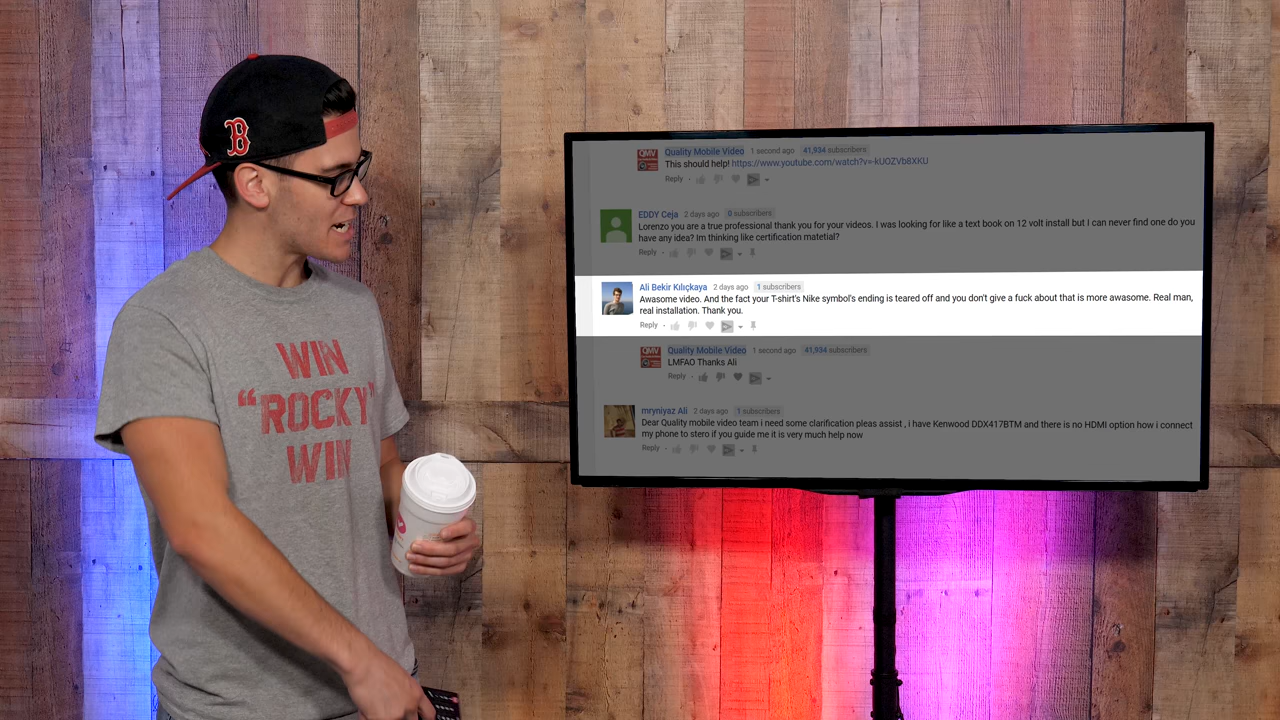 B
WIN
"ROCKY"
WIN
QMV
Quality Mobile Video 1 second ago 41,934 subscribers
This should help! https://www.youtube.com/watch?v=-kUOZVb8XKU
Reply
EDDY Ceja 2 days ago 0 subscribers
Lorenzo you are a true professional thank you for your videos. I was looking for like a text book on 12 volt install but I can never find one do you
have any idea? Im thinking like certification matetial?
Reply
Ali Bekir Kılıçkaya 2 days ago 1 subscribers
Awasome video. And the fact your T-shirt's Nike symbol's ending is teared off and you don't give a fuck about that is more awasome. Real man,
real installation. Thank you.
Reply
QMV
Quality Mobile Video 1 second ago 41,934 subscribers
LMFAO Thanks Ali
Reply
mryniyaz Ali 2 days ago 1 subscribers
Dear Quality mobile video team i need some clarification pleas assist , i have Kenwood DDX417BTM and there is no HDMI option how i connect
my phone to stero if you guide me it is very much help now
Reply